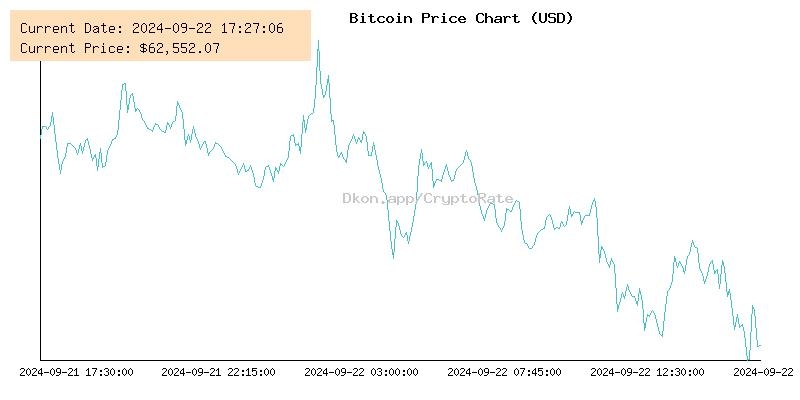 Bitcoin Price Chart (USD)
Current Date: 2024-09-22 17:27:06
Current Price: $62,552.07
Dkon.app/CryptoRate
2024-09-21 17:30:00 2024-09-21 22:15:00 2024-09-22 03:00:00 2024-09-22 07:45:00 2024-09-22 12:30:00 2024-09-22